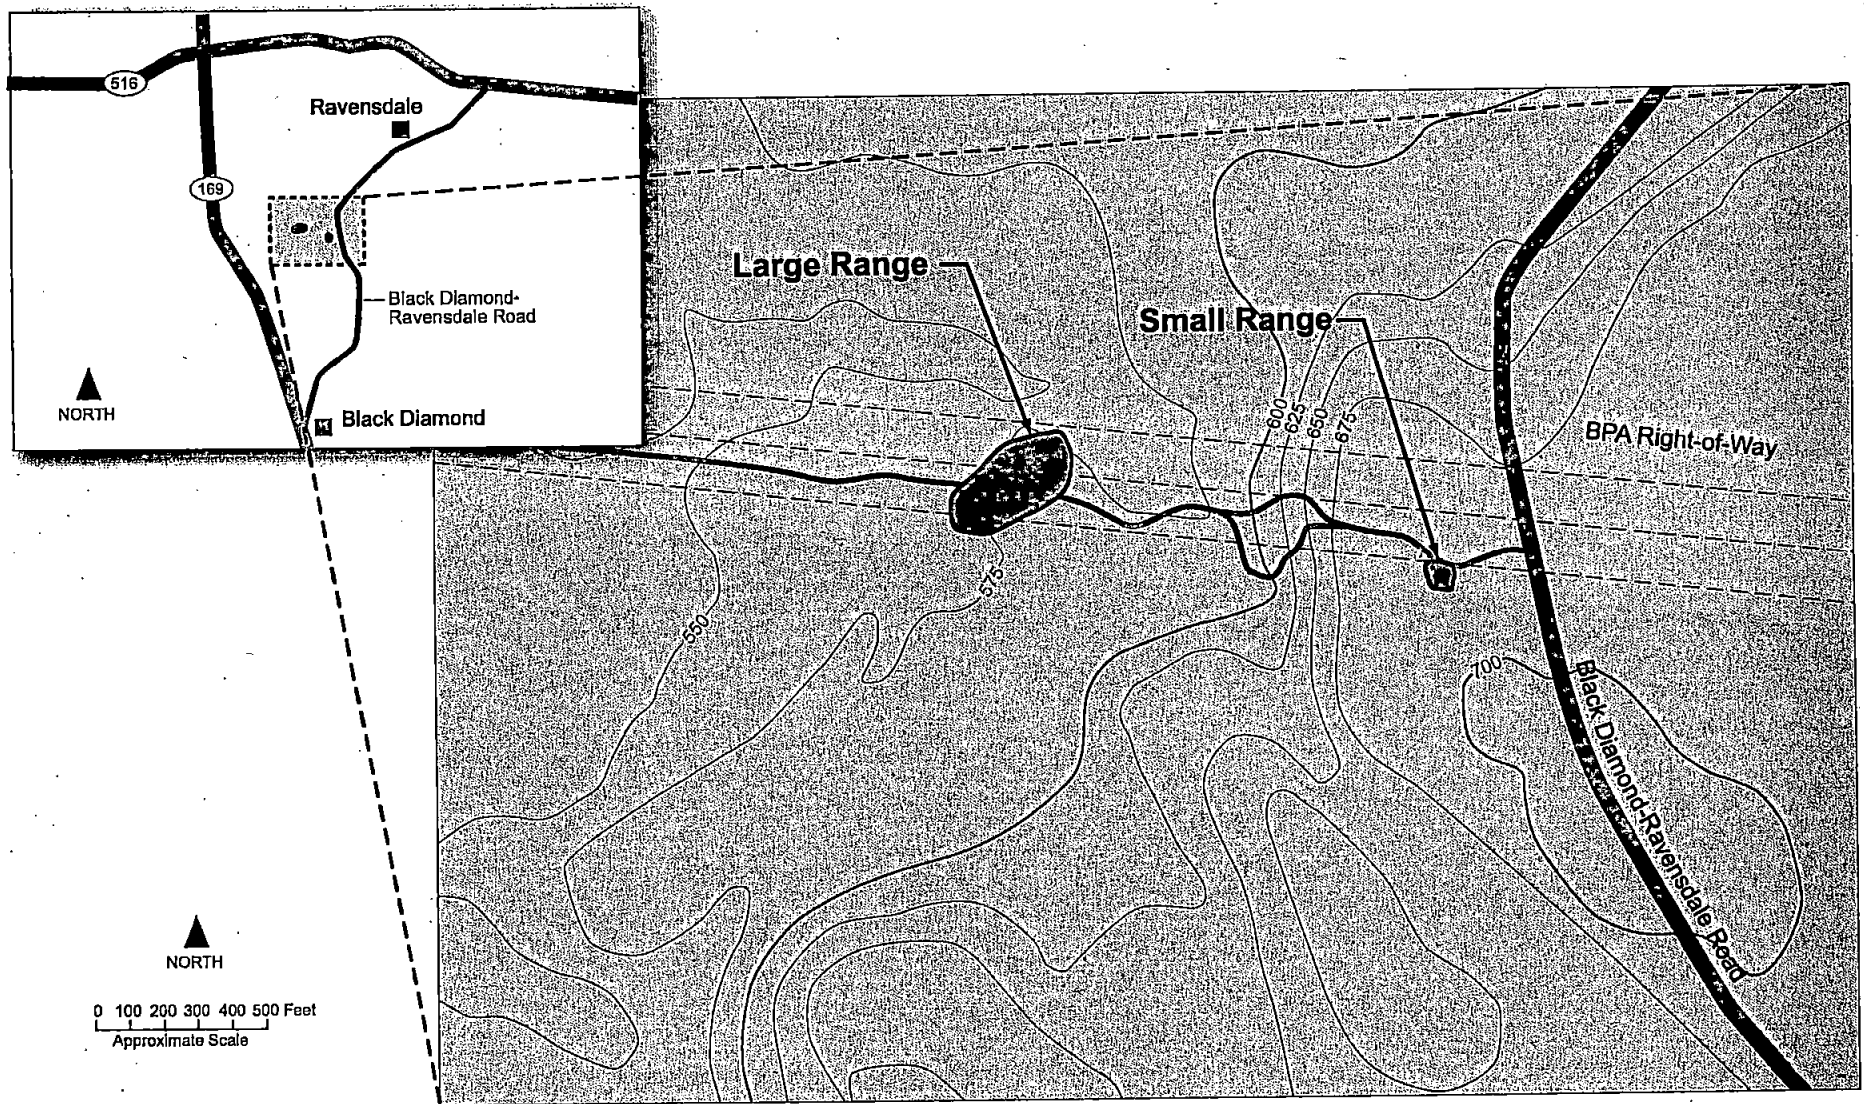 516
Ravensdale
169
Black Diamond-
Ravensdale Road
NORTH
Black Diamond
Large Range
Small Range
600
625
650
675
BPA Right-of-Way
575
550
700
Black Diamond-Ravensdale Road
NORTH
0 100 200 300 400 500 Feet
Approximate Scale